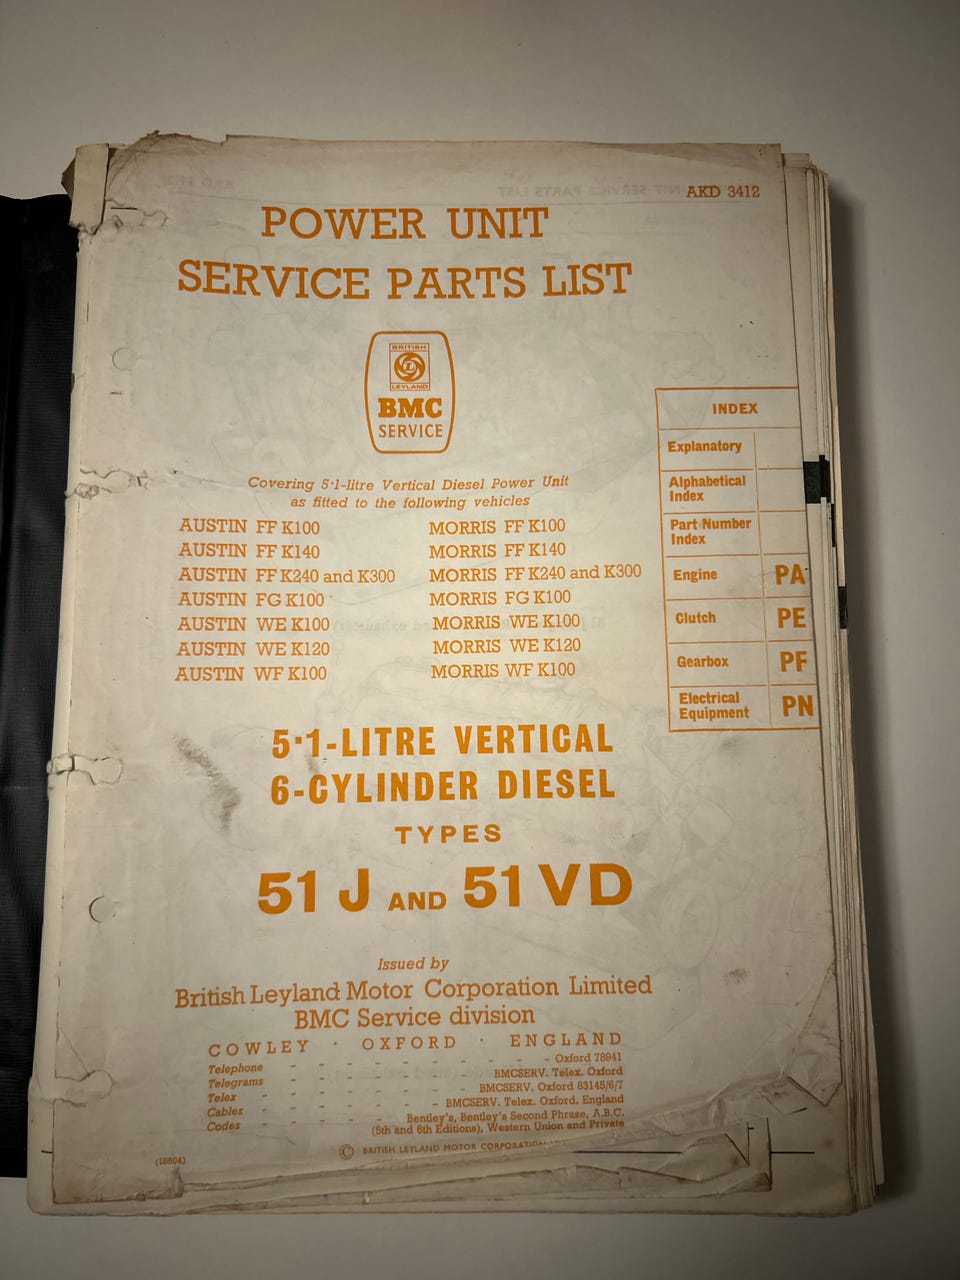 AKD 3412
POWER UNIT
SERVICE PARTS LIST
BRITISH
L
LEYLAND
BMC
SERVICE
INDEX
Explanatory
Alphabetical
Index
Part Number
Index
Engine PA
Clutch PE
Gearbox PF
Electrical
Equipment PN
Covering 5·1-litre Vertical Diesel Power Unit
as fitted to the following vehicles
AUSTIN FF K100 MORRIS FF K100
AUSTIN FF K140 MORRIS FF K140
AUSTIN FF K240 and K300 MORRIS FF K240 and K300
AUSTIN FG K100 MORRIS FG K100
AUSTIN WE K100 MORRIS WE K100
AUSTIN WE K120 MORRIS WE K120
AUSTIN WF K100 MORRIS WF K100
5·1-LITRE VERTICAL
6-CYLINDER DIESEL
TYPES
51 J AND 51 VD
Issued by
British Leyland Motor Corporation Limited
BMC Service division
COWLEY · OXFORD · ENGLAND
Telephone - - - - - - - - Oxford 78941
Telegrams - - - - - - BMCSERV. Telex. Oxford
Telex - - - - - - BMCSERV. Oxford 83145/6/7
Cables - - - - - BMCSERV. Telex. Oxford. England
Codes - - - - Bentley's, Bentley's Second Phrase, A.B.C.
(5th and 6th Editions), Western Union and Private
© BRITISH LEYLAND MOTOR CORPORATION
(18804)